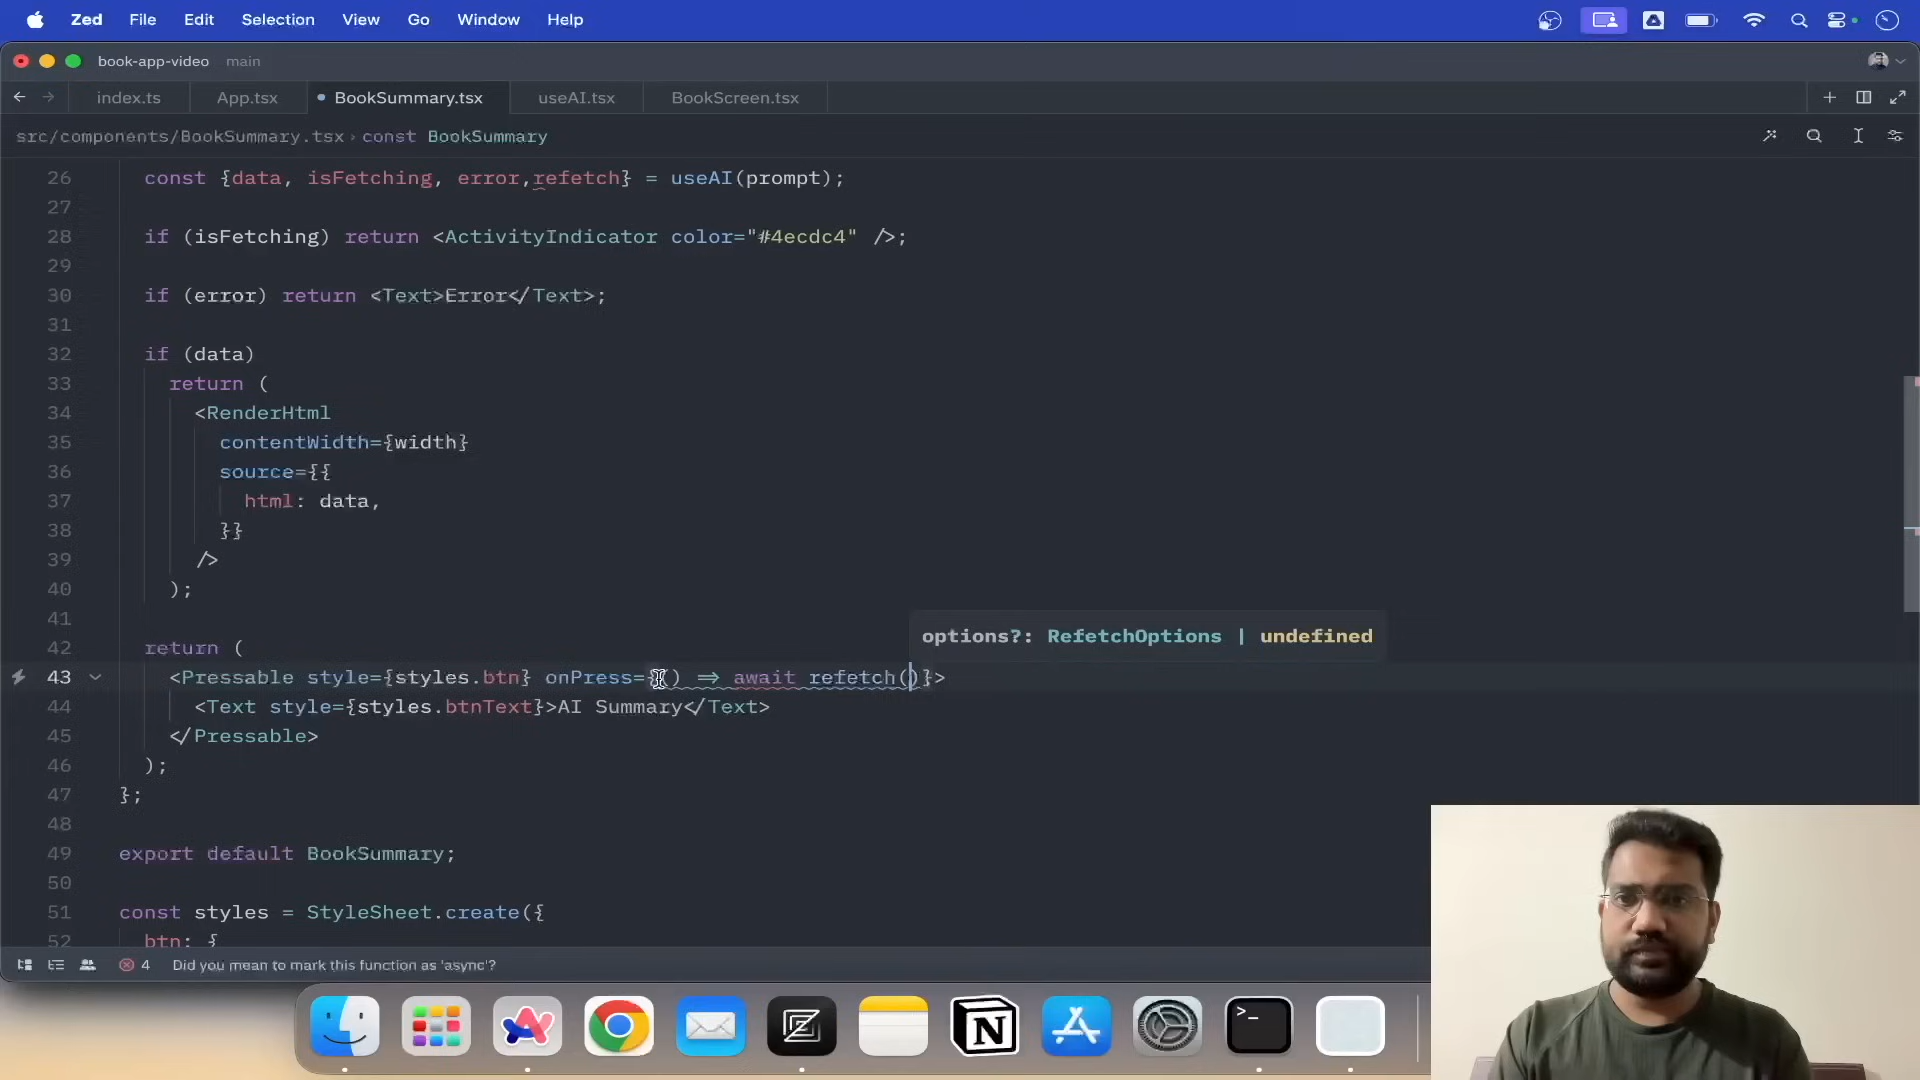 Zed File Edit Selection View Go Window Help
book-app-video main
index.ts App.tsx BookSummary.tsx useAI.tsx BookScreen.tsx
src/components/BookSummary.tsx › const BookSummary
26 const {data, isFetching, error,refetch} = useAI(prompt);
27
28 if (isFetching) return <ActivityIndicator color="#4ecdc4" />;
29
30 if (error) return <Text>Error</Text>;
31
32 if (data)
33 return (
34 <RenderHtml
35 contentWidth={width}
36 source={{
37 html: data,
38 }}
39 />
40 );
41
options?: RefetchOptions | undefined
42 return (
43 <Pressable style={styles.btn} onPress={() => await refetch()}>
44 <Text style={styles.btnText}>AI Summary</Text>
45 </Pressable>
46 );
47 };
48
49 export default BookSummary;
50
51 const styles = StyleSheet.create({
52 btn: {
4 Did you mean to mark this function as 'async'?